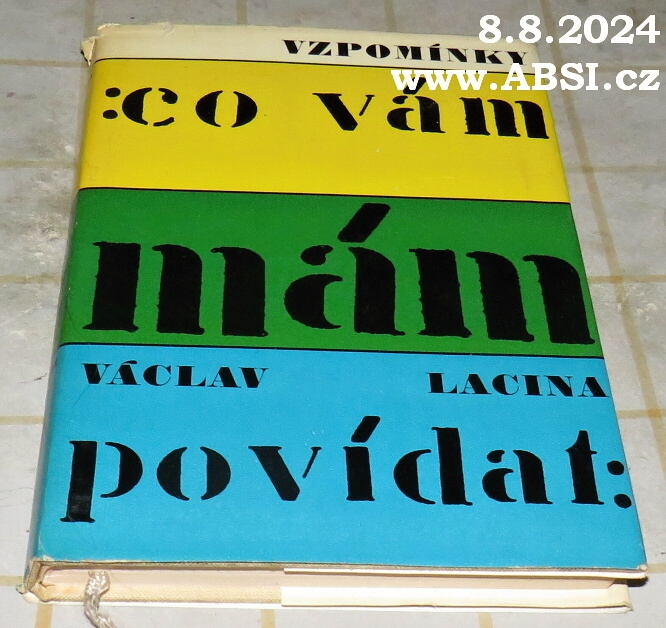 8.8.2024
www.ABSI.cz
VZPOMÍNKY
:co vám
mám
VÁCLAV LACINA
povídat: